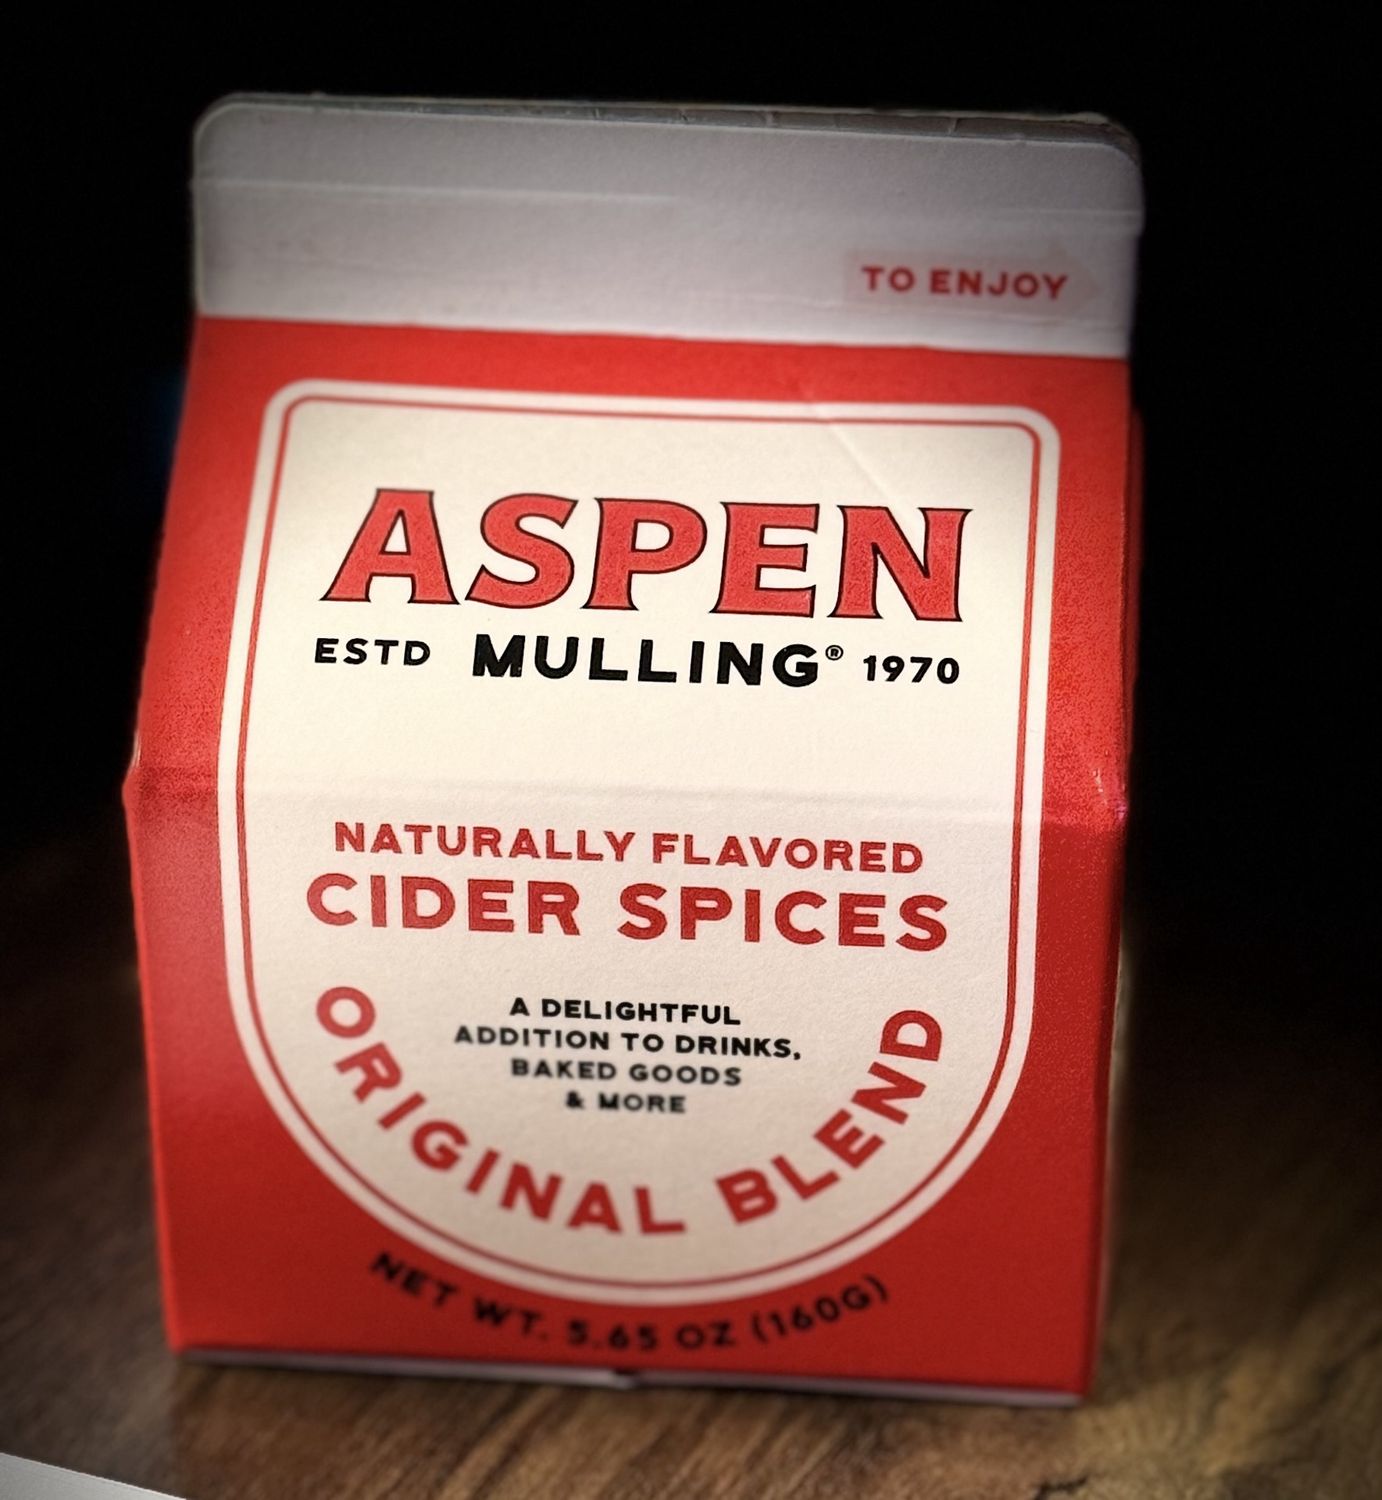 TO ENJOY
ASPEN
ESTD MULLING® 1970
NATURALLY FLAVORED
CIDER SPICES
A DELIGHTFUL
ADDITION TO DRINKS,
BAKED GOODS
& MORE
ORIGINAL BLEND
NET WT. 5.65 OZ (160G)